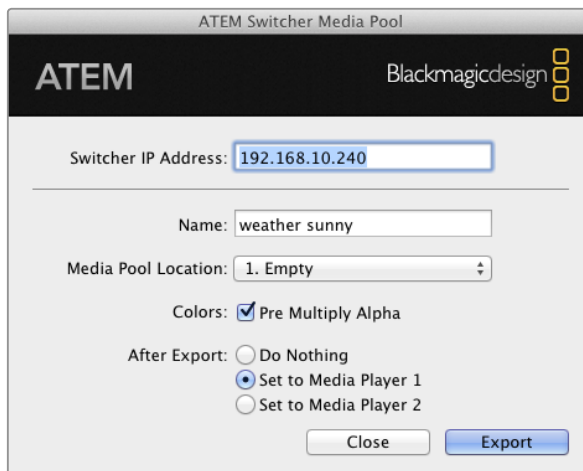 ATEM Switcher Media Pool
ATEM
Blackmagicdesign
Switcher IP Address: 192.168.10.240
Name: weather sunny
Media Pool Location: 1. Empty
Colors: Pre Multiply Alpha
After Export: Do Nothing
Set to Media Player 1
Set to Media Player 2
Close Export